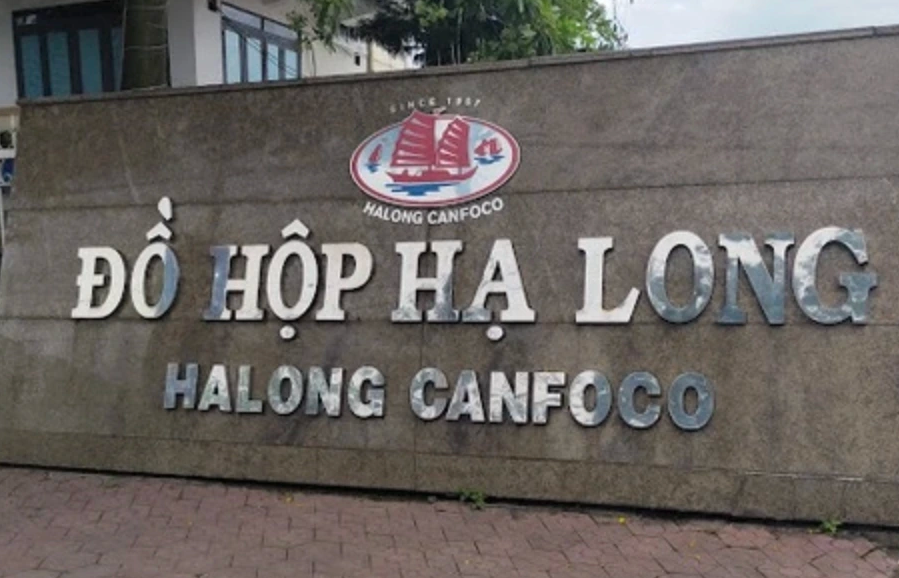 SINCE 1957
HALONG CANFOCO
ĐỒ HỘP HẠ LONG
HALONG CANFOCO